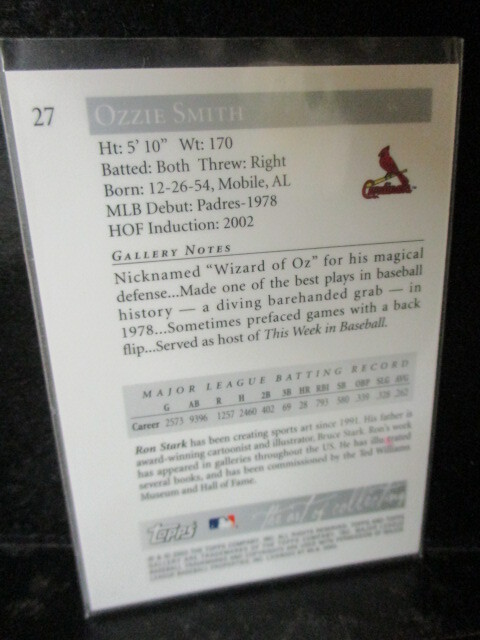 27
OZZIE SMITH
Ht: 5' 10" Wt: 170
Batted: Both Threw: Right
Born: 12-26-54, Mobile, AL
MLB Debut: Padres-1978
HOF Induction: 2002
GALLERY NOTES
Nicknamed "Wizard of Oz" for his magical
defense...Made one of the best plays in baseball
history — a diving barehanded grab — in
1978...Sometimes prefaced games with a back
flip...Served as host of This Week in Baseball.
MAJOR LEAGUE BATTING RECORD
G AB R H 2B 3B HR RBI SB OBP SLG AVG
Career 2573 9396 1257 2460 402 69 28 793 580 .262
Ron Stark has been creating sports art since 1991. His father is
award-winning cartoonist and illustrator, Bruce Stark. Ron's work
has appeared in galleries throughout the US. He has illustrated
several books, and has been commissioned by the Ted Williams
Museum and Hall of Fame.
Topps the art of collecting